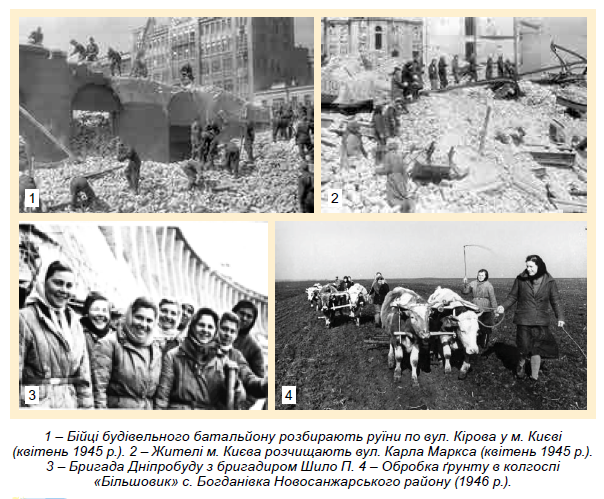 1
2
3
4
1 – Бійці будівельного батальйону розбирають руїни по вул. Кірова у м. Києві
(квітень 1945 р.). 2 – Жителі м. Києва розчищають вул. Карла Маркса (квітень 1945 р.).
3 – Бригада Дніпробуду з бригадиром Шило П. 4 – Обробка ґрунту в колгоспі
«Більшовик» с. Богданівка Новосанжарського району (1946 р.).